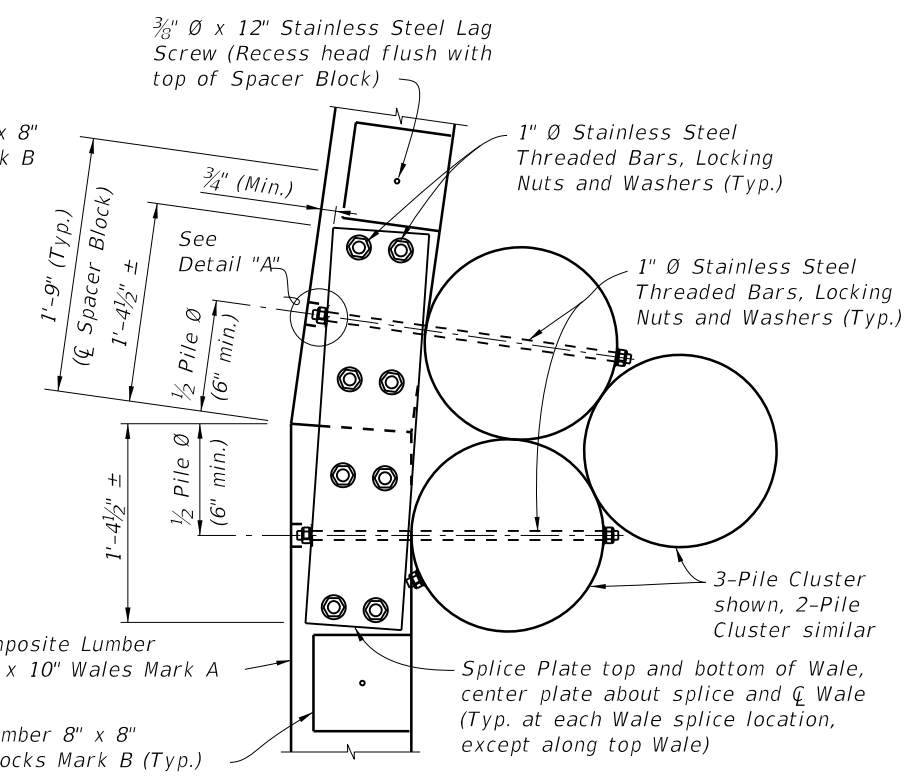 ⅜" Ø x 12" Stainless Steel Lag
Screw (Recess head flush with
top of Spacer Block)
x 8"
k B
1" Ø Stainless Steel
Threaded Bars, Locking
Nuts and Washers (Typ.)
¾" (Min.)
1'-9" (Typ.)
(℄ Spacer Block)
1'-4½" ±
See
Detail "A"
½ Pile Ø
(6" min.)
1" Ø Stainless Steel
Threaded Bars, Locking
Nuts and Washers (Typ.)
1'-4½" ±
½ Pile Ø
(6" min.)
3-Pile Cluster
shown, 2-Pile
Cluster similar
mposite Lumber
x 10" Wales Mark A
Splice Plate top and bottom of Wale,
center plate about splice and ℄ Wale
(Typ. at each Wale splice location,
except along top Wale)
mber 8" x 8"
ocks Mark B (Typ.)